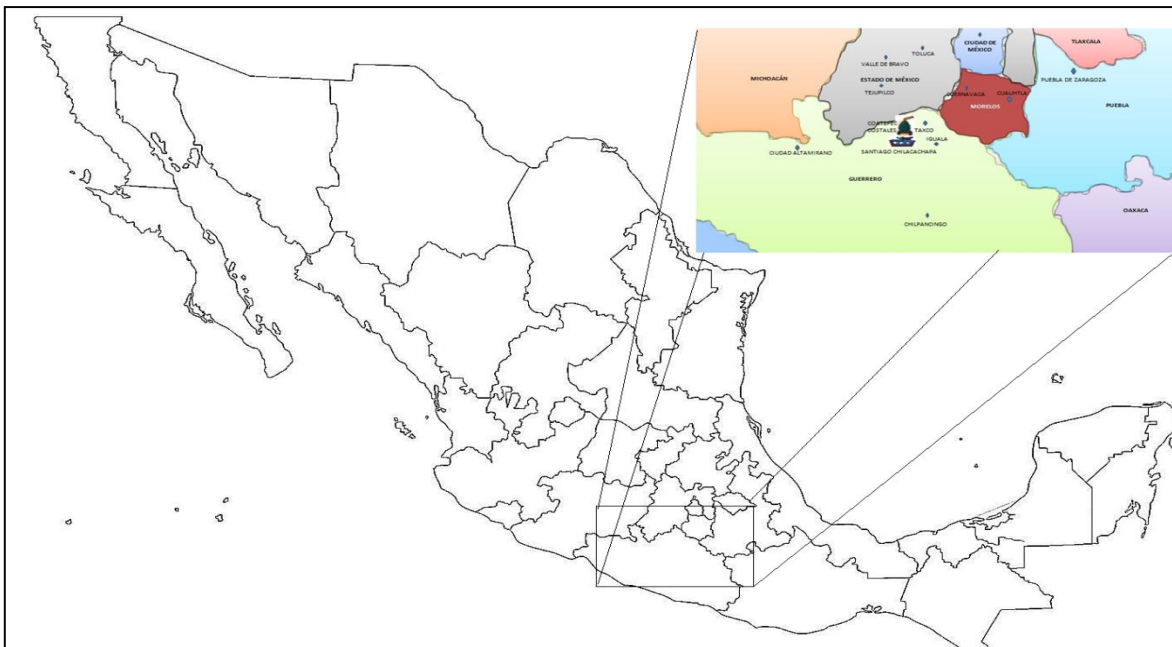 CIUDAD DE
MÉXICO
TLAXCALA
TOLUCA
VALLE DE BRAVO
MICHOACÁN
ESTADO DE MÉXICO
PUEBLA DE ZARAGOZA
TEJUPILCO
CUERNAVACA
CUAUHTLA
MORELOS
PUEBLA
COATEPEC
COSTALES
TAXCO
IGUALA
CIUDAD ALTAMIRANO
SANTIAGO CHILACACHAPA
GUERRERO
OAXACA
CHILPANCINGO